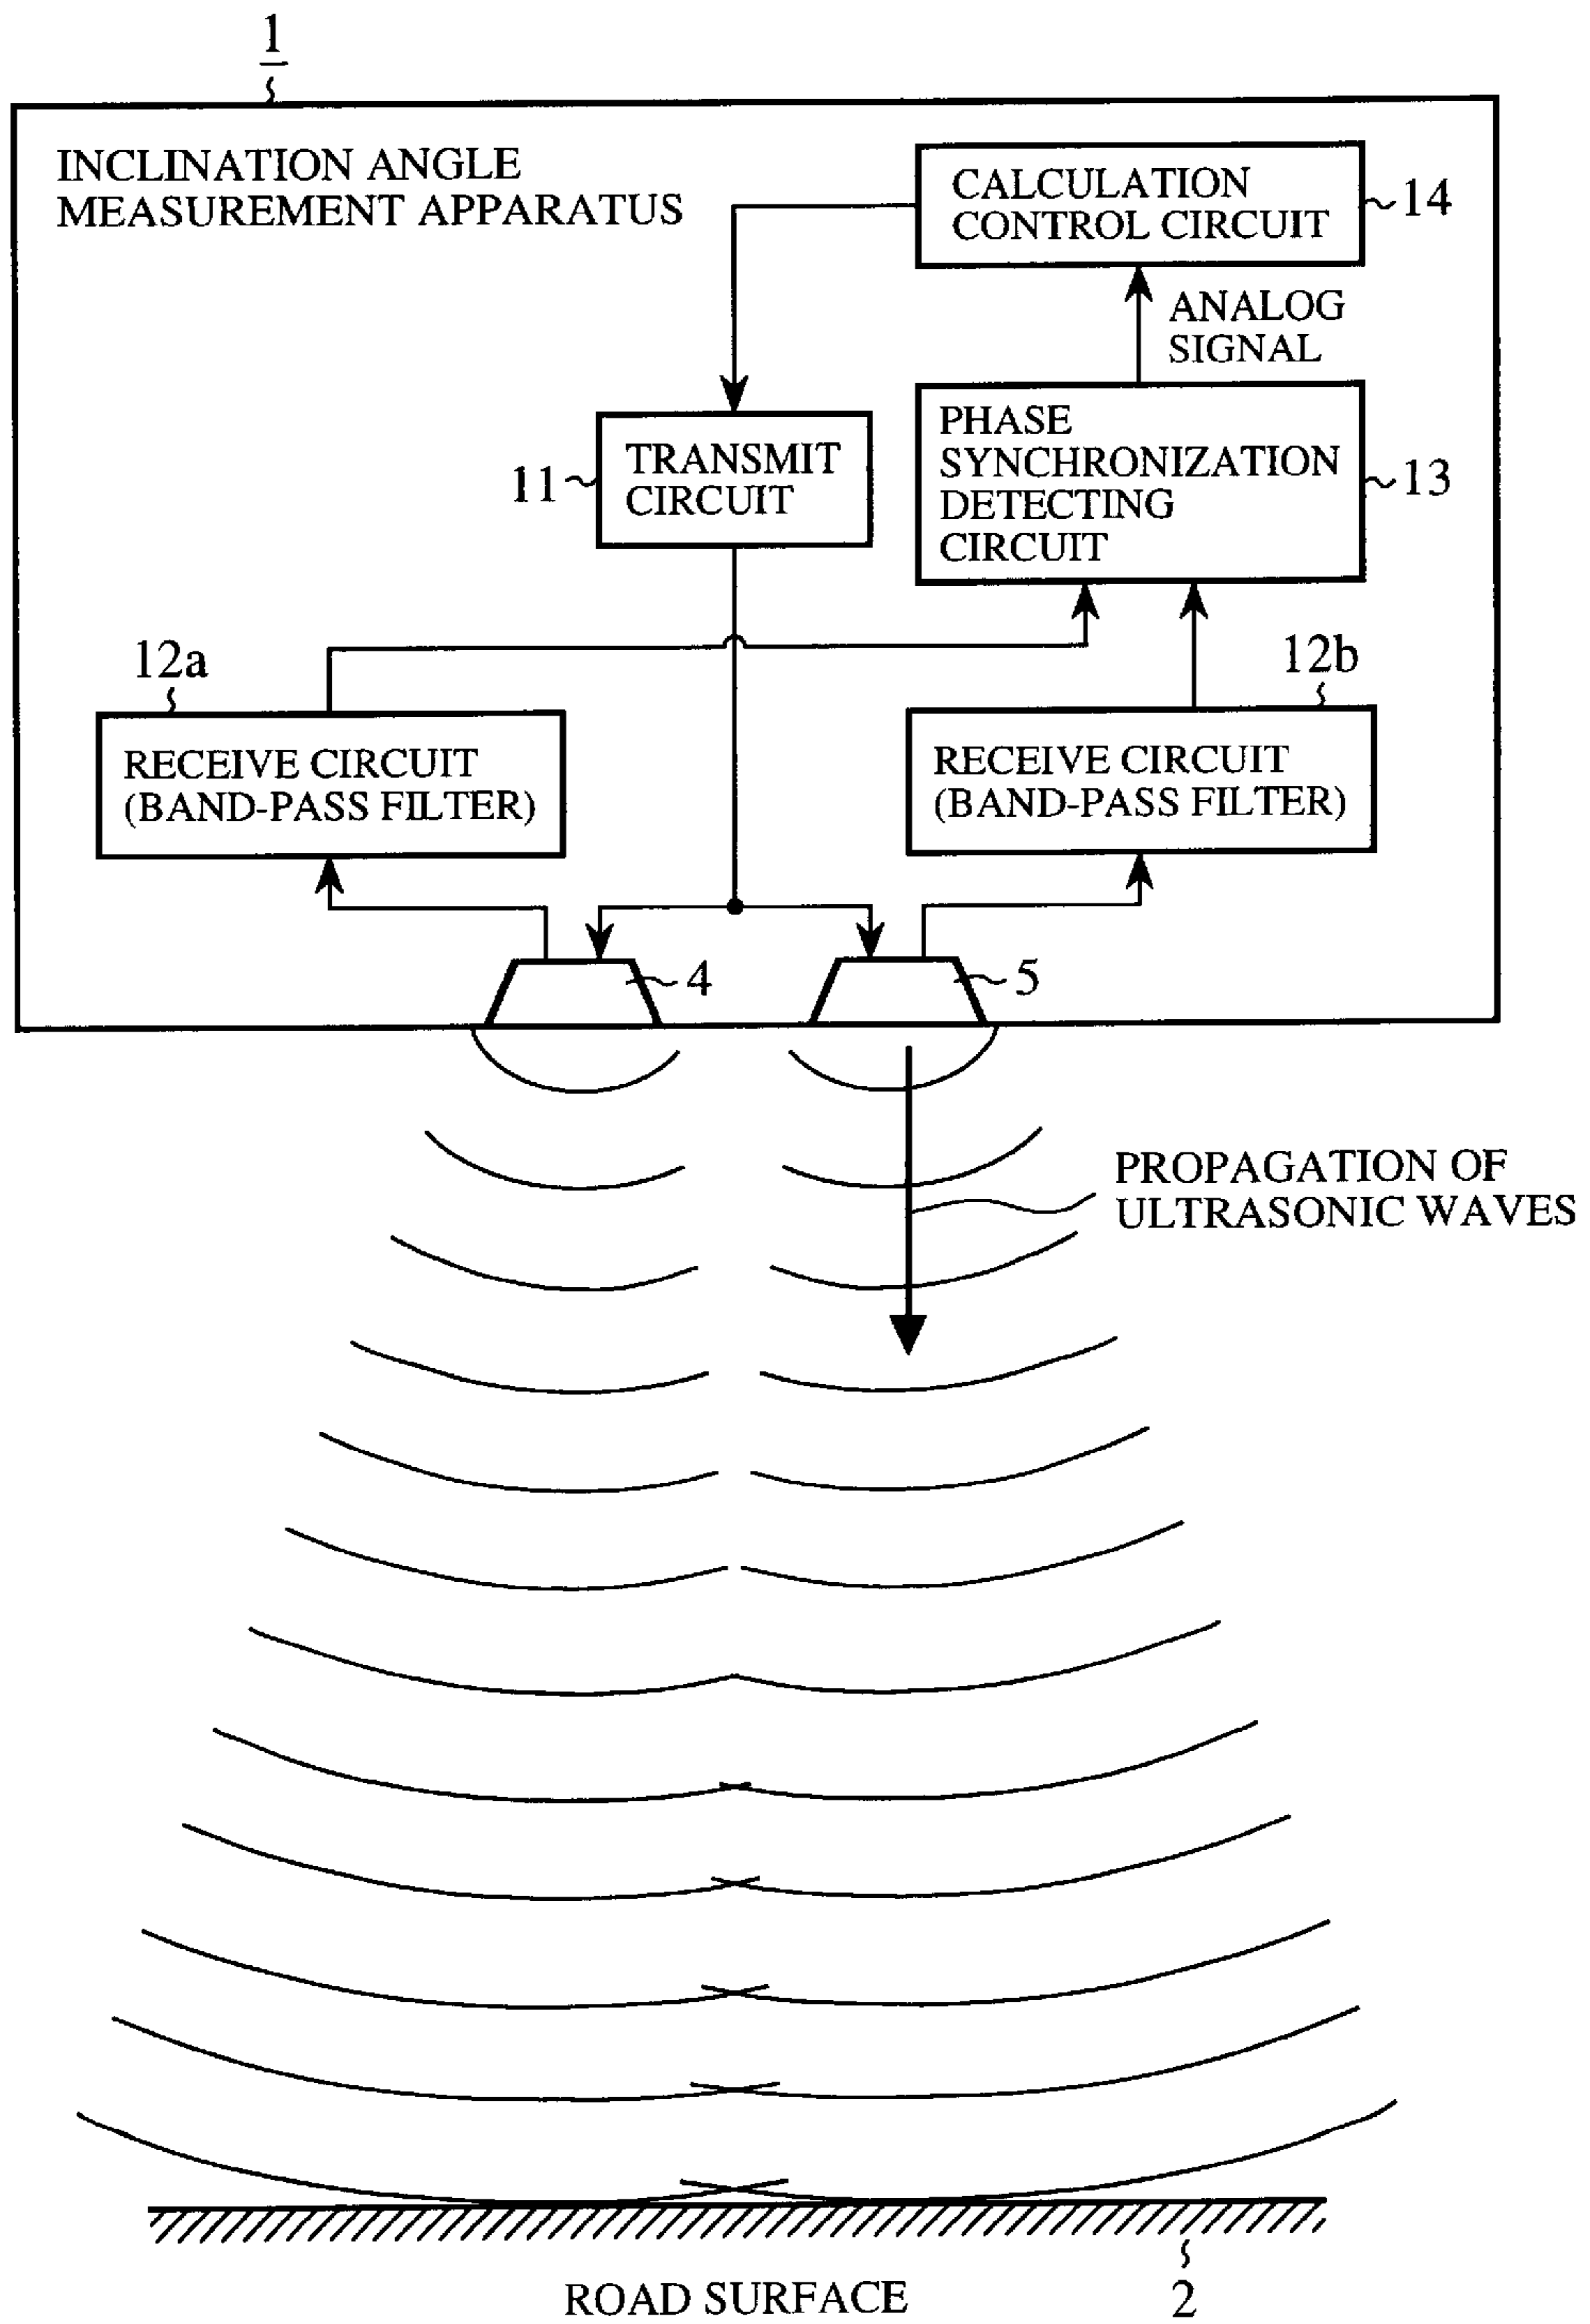 1
INCLINATION ANGLE
MEASUREMENT APPARATUS
CALCULATION
CONTROL CIRCUIT
14
ANALOG
SIGNAL
PHASE
SYNCHRONIZATION
DETECTING
CIRCUIT
13
TRANSMIT
CIRCUIT
11
12a
12b
RECEIVE CIRCUIT
(BAND-PASS FILTER)
RECEIVE CIRCUIT
(BAND-PASS FILTER)
4
5
PROPAGATION OF
ULTRASONIC WAVES
ROAD SURFACE
2